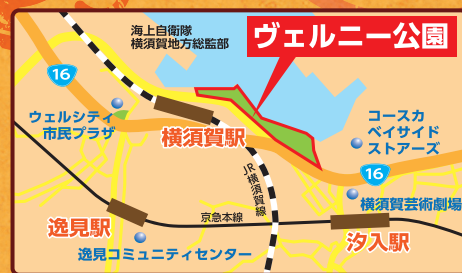 海上自衛隊
横須賀地方総監部
ヴェルニー公園
16
ウェルシティ
市民プラザ
横須賀駅
コースカ
ベイサイド
ストアーズ
16
JR横須賀線
横須賀芸術劇場
京急本線
逸見駅
汐入駅
逸見コミュニティセンター